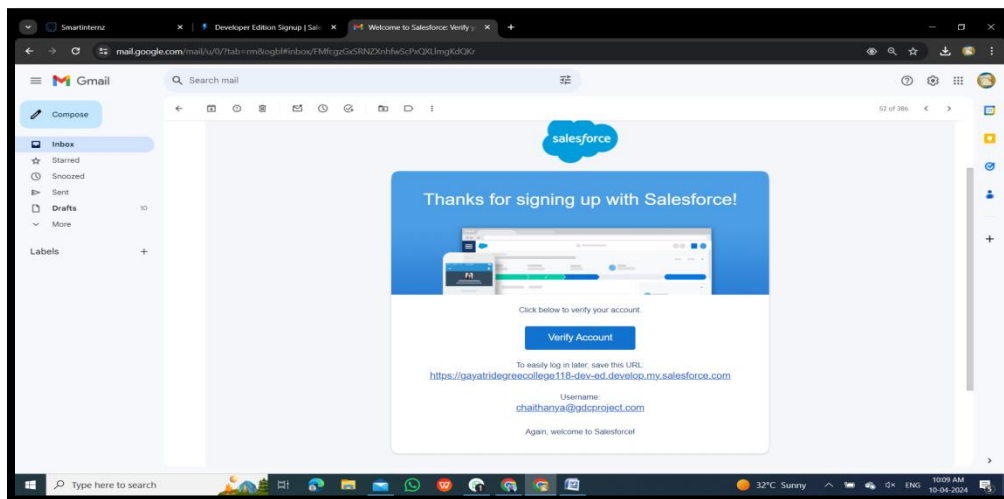 Smartinternz
Developer Edition Signup | Sale
Welcome to Salesforce: Verify y
mail.google.com/mail/u/0/?tab=rm&ogbl#inbox/FMfcgzGxSRNZXnhfwScPxQXLlmgKdQKr
Gmail
Search mail
Compose
52 of 386
Inbox
Starred
Snoozed
Sent
Drafts 10
More
Labels
salesforce
Thanks for signing up with Salesforce!
Click below to verify your account.
Verify Account
To easily log in later, save this URL:
https://gayatridegreecollege118-dev-ed.develop.my.salesforce.com
Username:
chaithanya@gdcproject.com
Again, welcome to Salesforce!
Type here to search
32°C Sunny
ENG
10:09 AM
10-04-2024